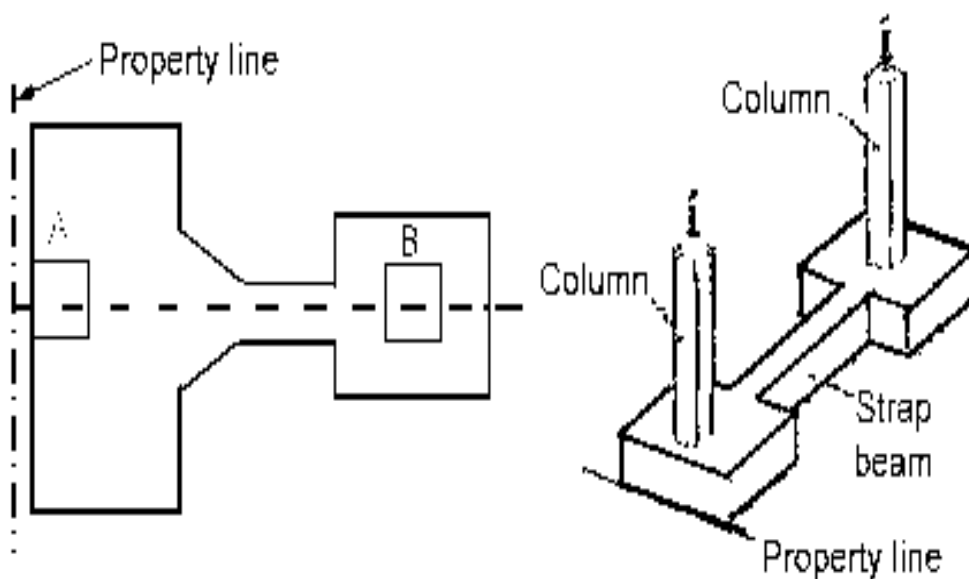 Property line
A
B
Column
Column
Strap
beam
Property line